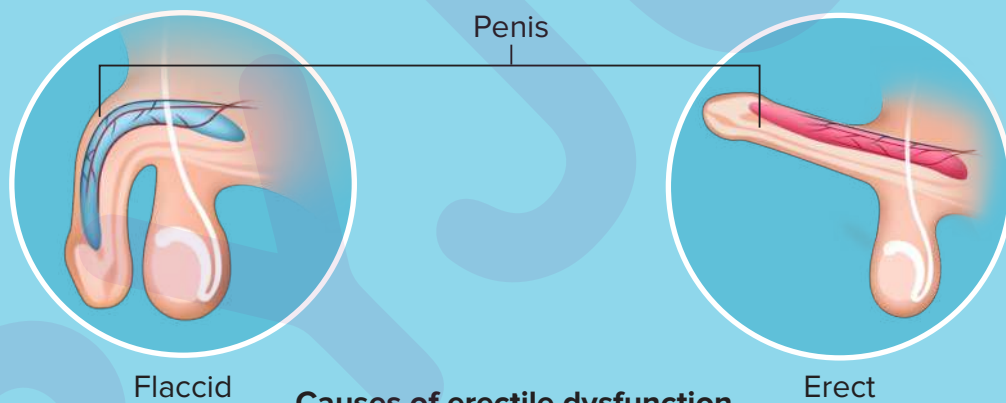 Penis
Flaccid
Causes of erectile dysfunction
Erect